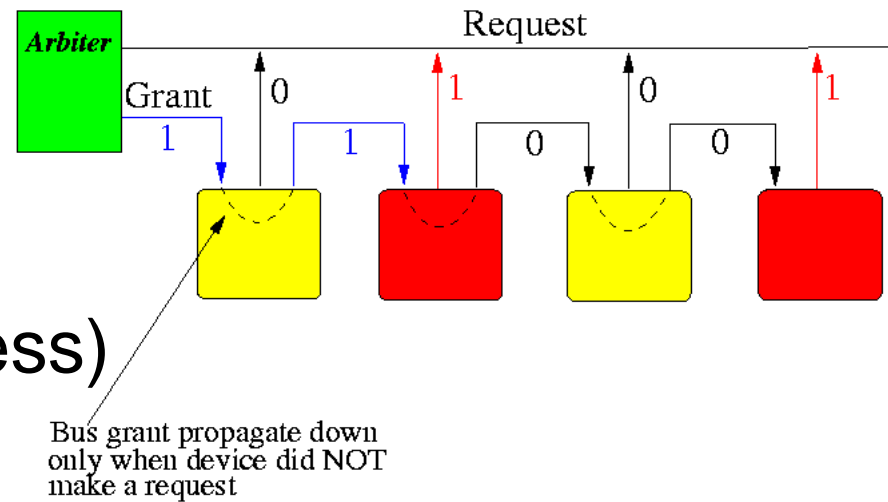 Request
Arbiter
Grant
0
1
0
1
1
1
0
0
ess)
Bus grant propagate down
only when device did NOT
make a request